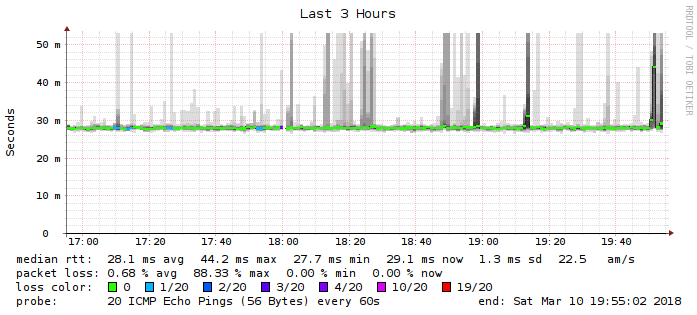 Last 3 Hours
RRDTOOL / TOBI OETIKER
Seconds
50 m
40 m
30 m
20 m
10 m
0
17:00 17:20 17:40 18:00 18:20 18:40 19:00 19:20 19:40
median rtt: 28.1 ms avg 44.2 ms max 27.7 ms min 29.1 ms now 1.3 ms sd 22.5 am/s
packet loss: 0.68 % avg 88.33 % max 0.00 % min 0.00 % now
loss color: 0 1/20 2/20 3/20 4/20 10/20 19/20
probe: 20 ICMP Echo Pings (56 Bytes) every 60s end: Sat Mar 10 19:55:02 2018